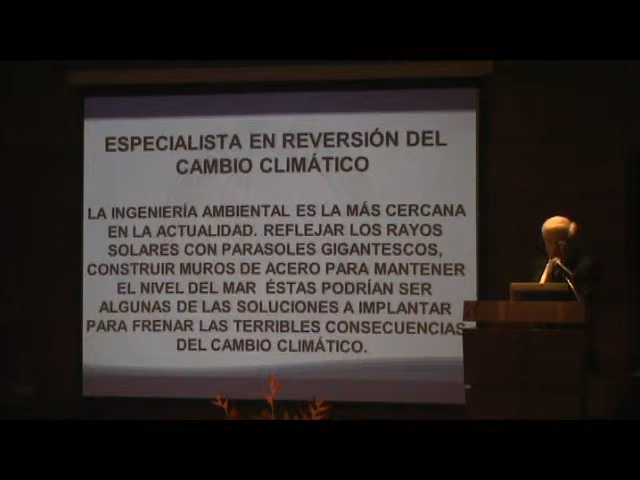 ESPECIALISTA EN REVERSIÓN DEL
CAMBIO CLIMÁTICO
LA INGENIERÍA AMBIENTAL ES LA MÁS CERCANA
EN LA ACTUALIDAD. REFLEJAR LOS RAYOS
SOLARES CON PARASOLES GIGANTESCOS,
CONSTRUIR MUROS DE ACERO PARA MANTENER
EL NIVEL DEL MAR ÉSTAS PODRÍAN SER
ALGUNAS DE LAS SOLUCIONES A IMPLANTAR
PARA FRENAR LAS TERRIBLES CONSECUENCIAS
DEL CAMBIO CLIMÁTICO.